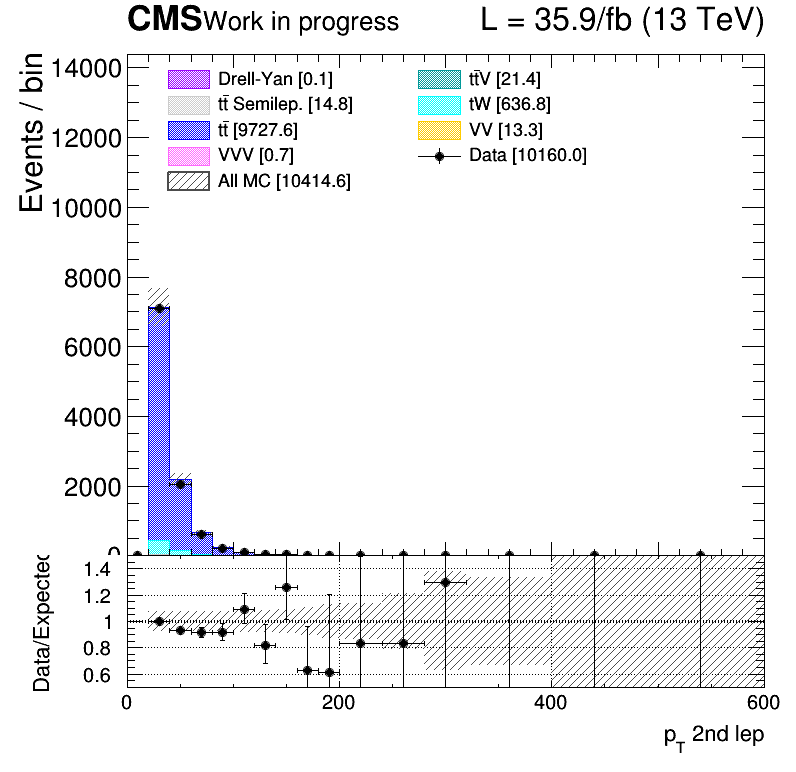 CMS Work in progress L = 35.9/fb (13 TeV)
Events / bin
14000
12000
10000
8000
6000
4000
2000
0
Drell-Yan [0.1]
tt̄ Semilep. [14.8]
tt̄ [9727.6]
VVV [0.7]
All MC [10414.6]
tt̄V [21.4]
tW [636.8]
VV [13.3]
Data [10160.0]
Data/Expected
1.4
1.2
1
0.8
0.6
0 200 400 600
p_T 2nd lep